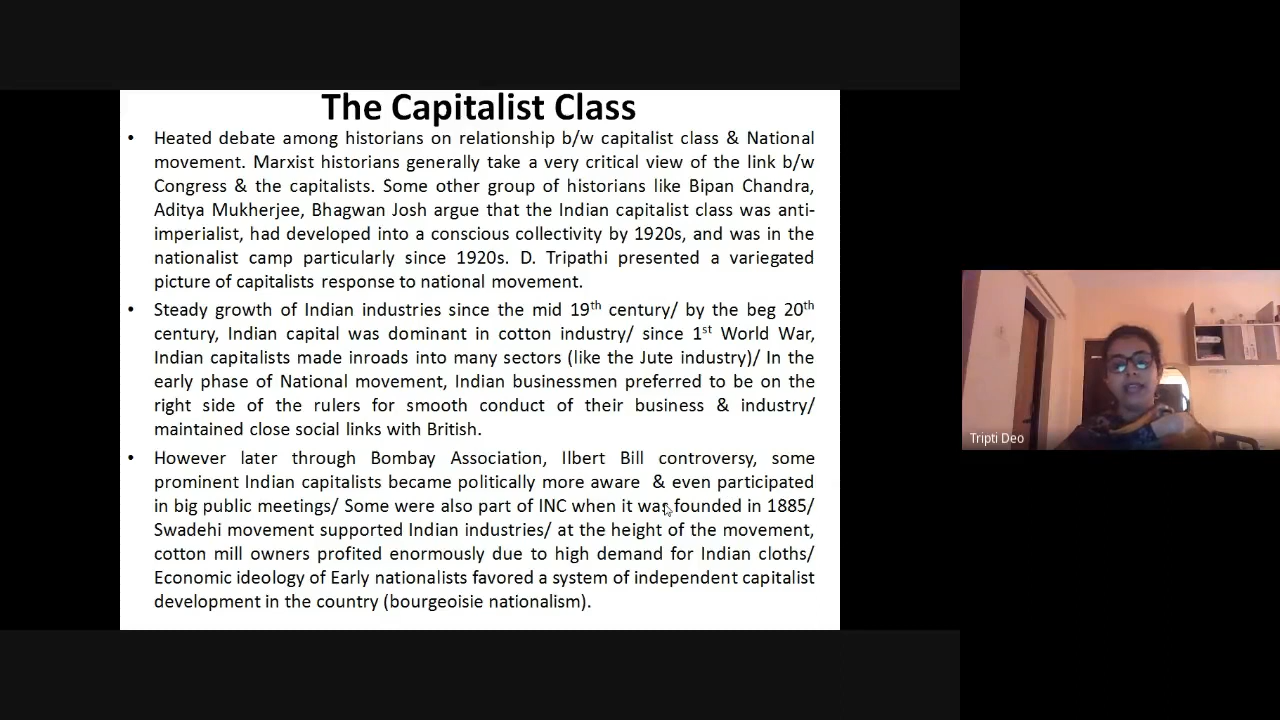 The Capitalist Class
• Heated debate among historians on relationship b/w capitalist class & National
movement. Marxist historians generally take a very critical view of the link b/w
Congress & the capitalists. Some other group of historians like Bipan Chandra,
Aditya Mukherjee, Bhagwan Josh argue that the Indian capitalist class was anti-
imperialist, had developed into a conscious collectivity by 1920s, and was in the
nationalist camp particularly since 1920s. D. Tripathi presented a variegated
picture of capitalists response to national movement.
• Steady growth of Indian industries since the mid 19th century/ by the beg 20th
century, Indian capital was dominant in cotton industry/ since 1st World War,
Indian capitalists made inroads into many sectors (like the Jute industry)/ In the
early phase of National movement, Indian businessmen preferred to be on the
right side of the rulers for smooth conduct of their business & industry/
maintained close social links with British.
• However later through Bombay Association, Ilbert Bill controversy, some
prominent Indian capitalists became politically more aware & even participated
in big public meetings/ Some were also part of INC when it was founded in 1885/
Swadehi movement supported Indian industries/ at the height of the movement,
cotton mill owners profited enormously due to high demand for Indian cloths/
Economic ideology of Early nationalists favored a system of independent capitalist
development in the country (bourgeoisie nationalism).
Tripti Deo